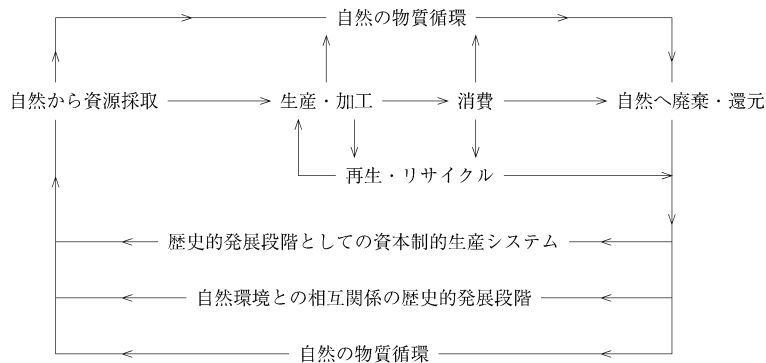 自然の物質循環
自然から資源採取
生産・加工
消費
自然へ廃棄・還元
再生・リサイクル
歴史的発展段階としての資本制的生産システム
自然環境との相互関係の歴史的発展段階
自然の物質循環